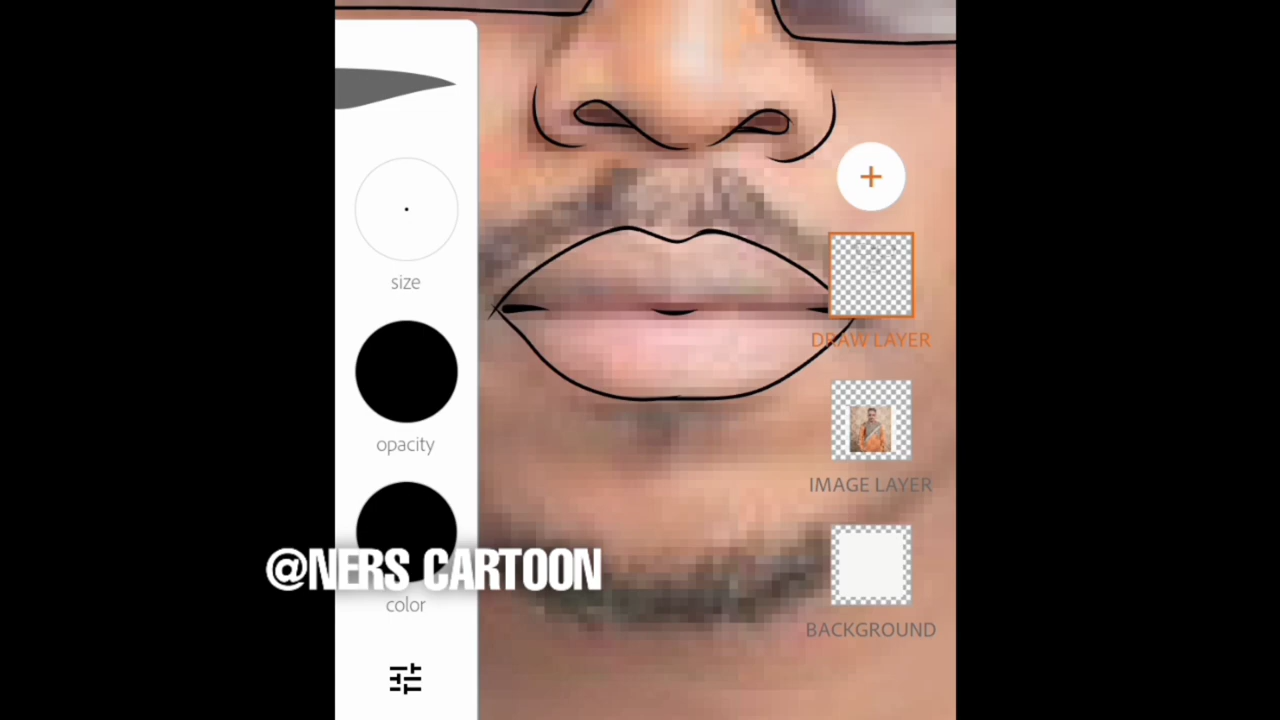 size
DRAW LAYER
opacity
IMAGE LAYER
@NERS CARTOON
color
BACKGROUND